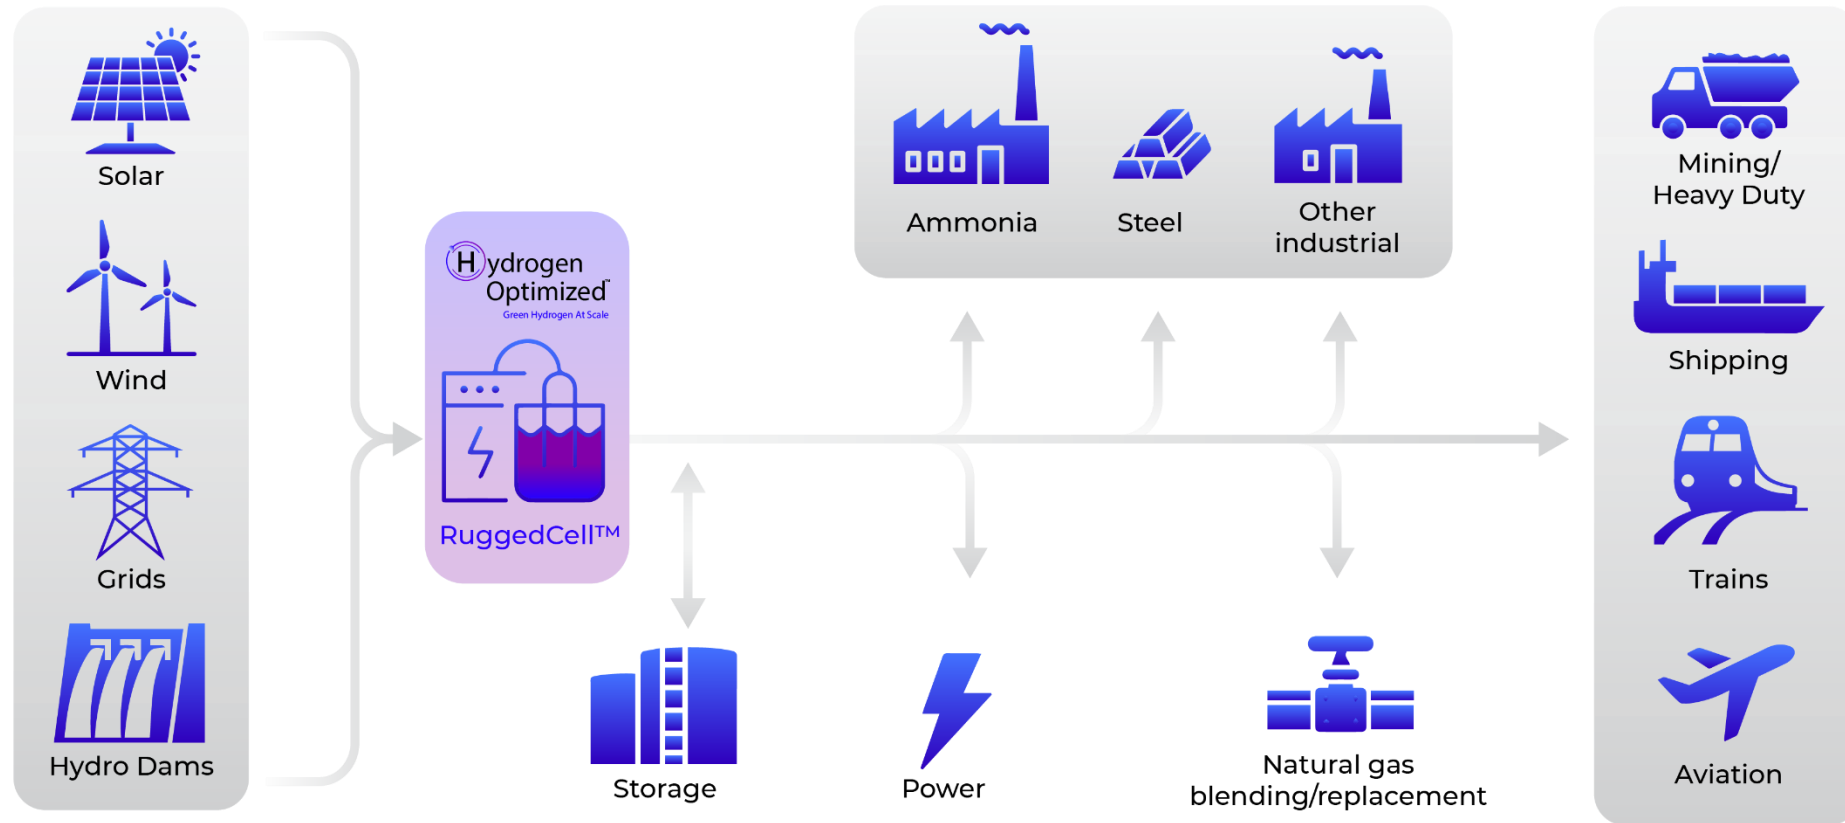 Solar
Wind
Grids
Hydro Dams
Hydrogen
Optimized™
Green Hydrogen At Scale
RuggedCell™
Storage
Ammonia
Steel
Other
industrial
Power
Natural gas
blending/replacement
Mining/
Heavy Duty
Shipping
Trains
Aviation